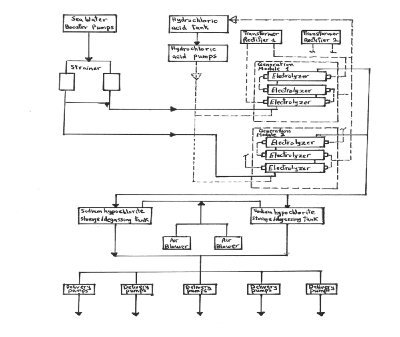 Sea Water
Booster Pumps
Hydrochloric
acid Tank
Hydrochloric
acid pumps
Transformer
Rectifier 1
Transformer
Rectifier 2
Strainer
Generation
Module 1
Electrolyzer
Electrolyzer
Electrolyzer
Generation
Module 2
Electrolyzer
Electrolyzer
Electrolyzer
Sodium hypochlorite
Storage/degassing tank
Sodium hypochlorite
Storage/degassing Tank
Air
Blower
Air
Blower
Delivery
Pumps
Delivery
Pumps
Delivery
Pumps
Delivery
Pumps
Delivery
Pumps